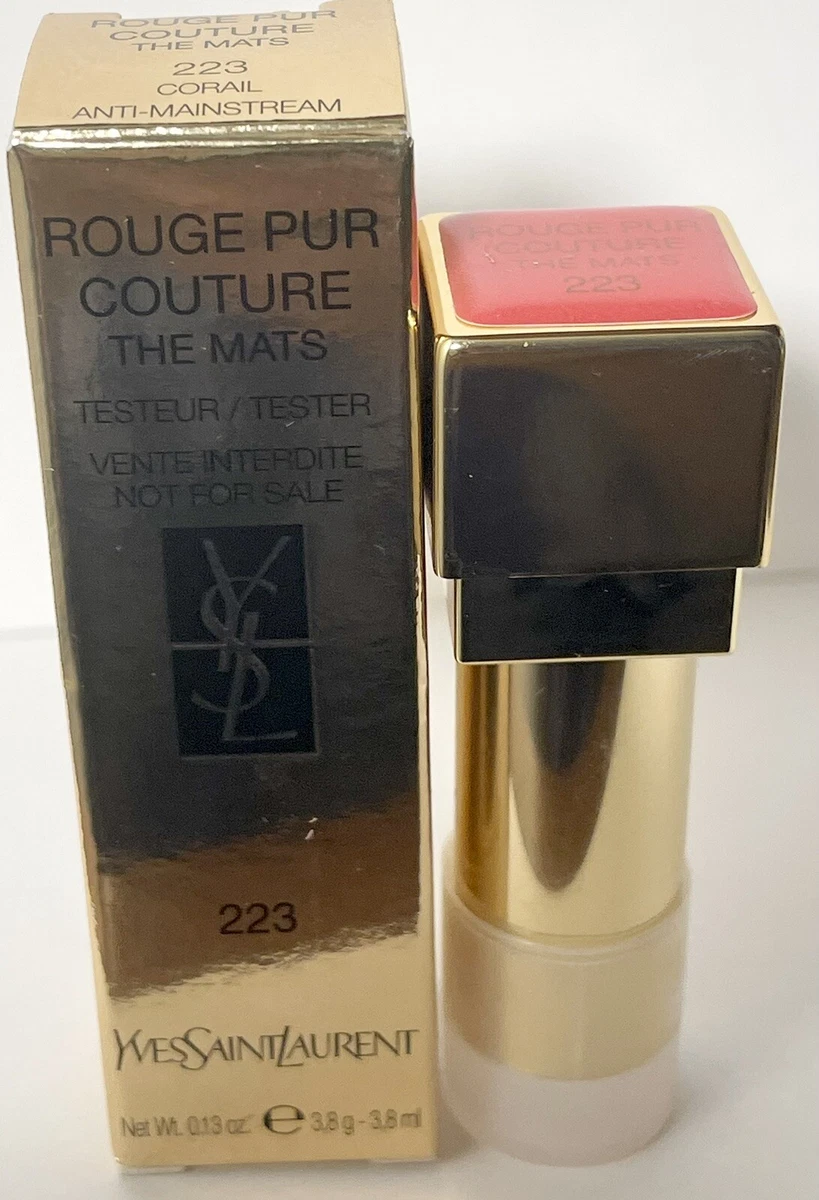 ROUGE PUR
COUTURE
THE MATS
223
CORAIL
ANTI-MAINSTREAM
ROUGE PUR
COUTURE
THE MATS
TESTEUR / TESTER
VENTE INTERDITE
NOT FOR SALE
YSL
223
YVESSAINTLAURENT
Net Wt. 0.13 oz. e 3,8 g - 3,8 ml
ROUGE PUR
COUTURE
THE MATS
223